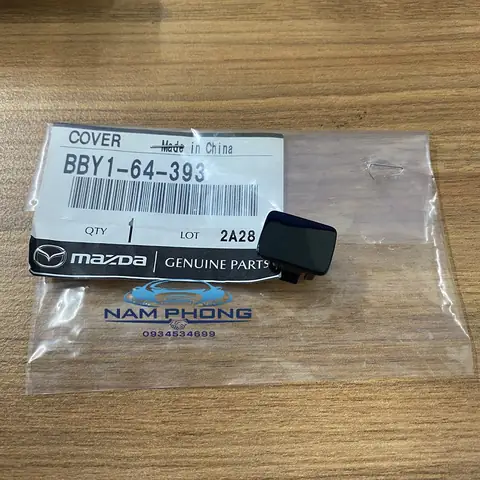 COVER
Made in China
BBY1-64-393
QTY 1 LOT 2A28
mazda GENUINE PARTS
NAM PHONG
0934534699